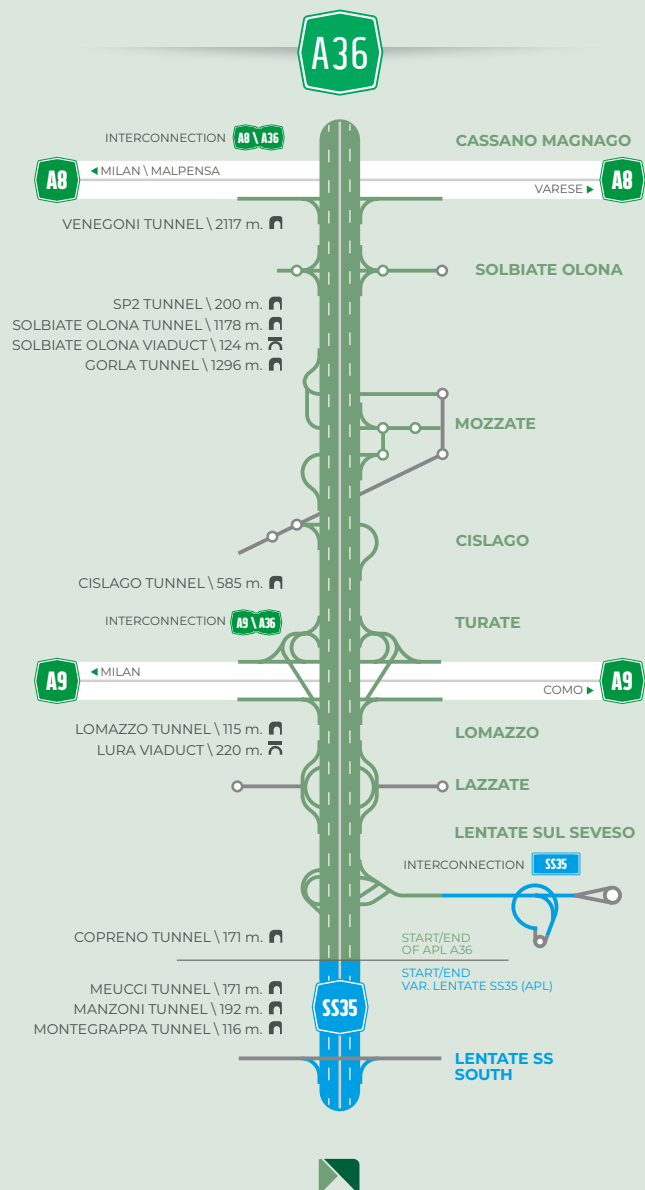 A36
INTERCONNECTION A8 \ A36
CASSANO MAGNAGO
A8
MILAN \ MALPENSA
VARESE
A8
VENEGONI TUNNEL \ 2117 m.
SOLBIATE OLONA
SP2 TUNNEL \ 200 m.
SOLBIATE OLONA TUNNEL \ 1178 m.
SOLBIATE OLONA VIADUCT \ 124 m.
GORLA TUNNEL \ 1296 m.
MOZZATE
CISLAGO
CISLAGO TUNNEL \ 585 m.
INTERCONNECTION A9 \ A36
TURATE
A9
MILAN
COMO
A9
LOMAZZO TUNNEL \ 115 m.
LURA VIADUCT \ 220 m.
LOMAZZO
LAZZATE
LENTATE SUL SEVESO
INTERCONNECTION SS35
COPRENO TUNNEL \ 171 m.
START/END
OF APL A36
START/END
VAR. LENTATE SS35 (APL)
MEUCCI TUNNEL \ 171 m.
MANZONI TUNNEL \ 192 m.
MONTEGRAPPA TUNNEL \ 116 m.
SS35
LENTATE SS
SOUTH